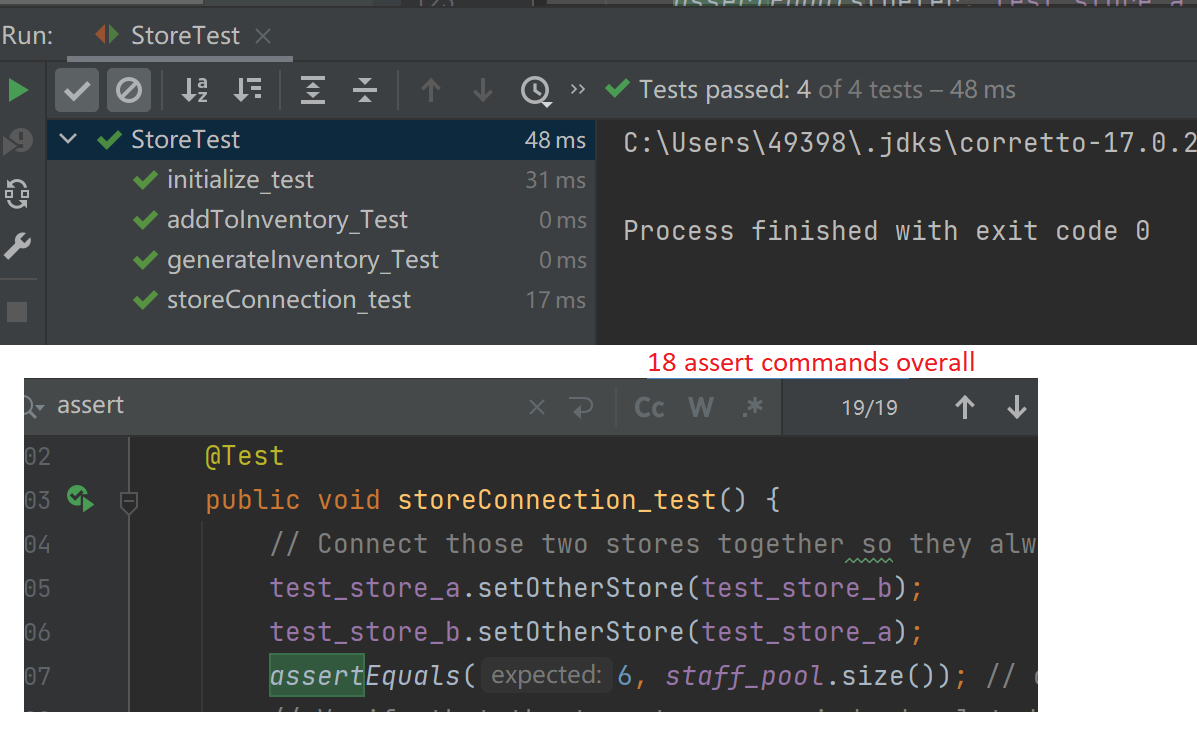 Run: StoreTest
Tests passed: 4 of 4 tests – 48 ms
StoreTest 48 ms
initialize_test 31 ms
addToInventory_Test 0 ms
generateInventory_Test 0 ms
storeConnection_test 17 ms
C:\Users\49398\.jdks\corretto-17.0.2
Process finished with exit code 0
18 assert commands overall
assert Cc W .* 19/19
02 @Test
03 public void storeConnection_test() {
04 // Connect those two stores together so they alw
05 test_store_a.setOtherStore(test_store_b);
06 test_store_b.setOtherStore(test_store_a);
07 assertEquals( expected: 6, staff_pool.size()); //